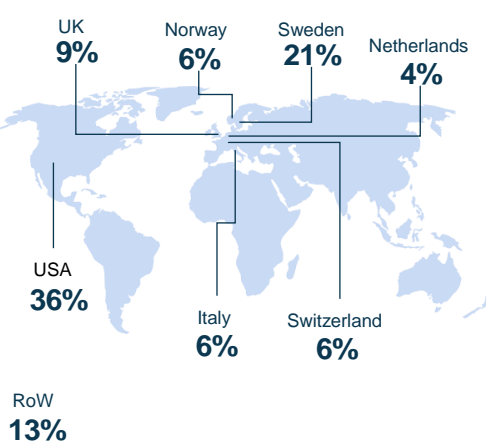 UK
9%
Norway
6%
Sweden
21%
Netherlands
4%
USA
36%
Italy
6%
Switzerland
6%
RoW
13%